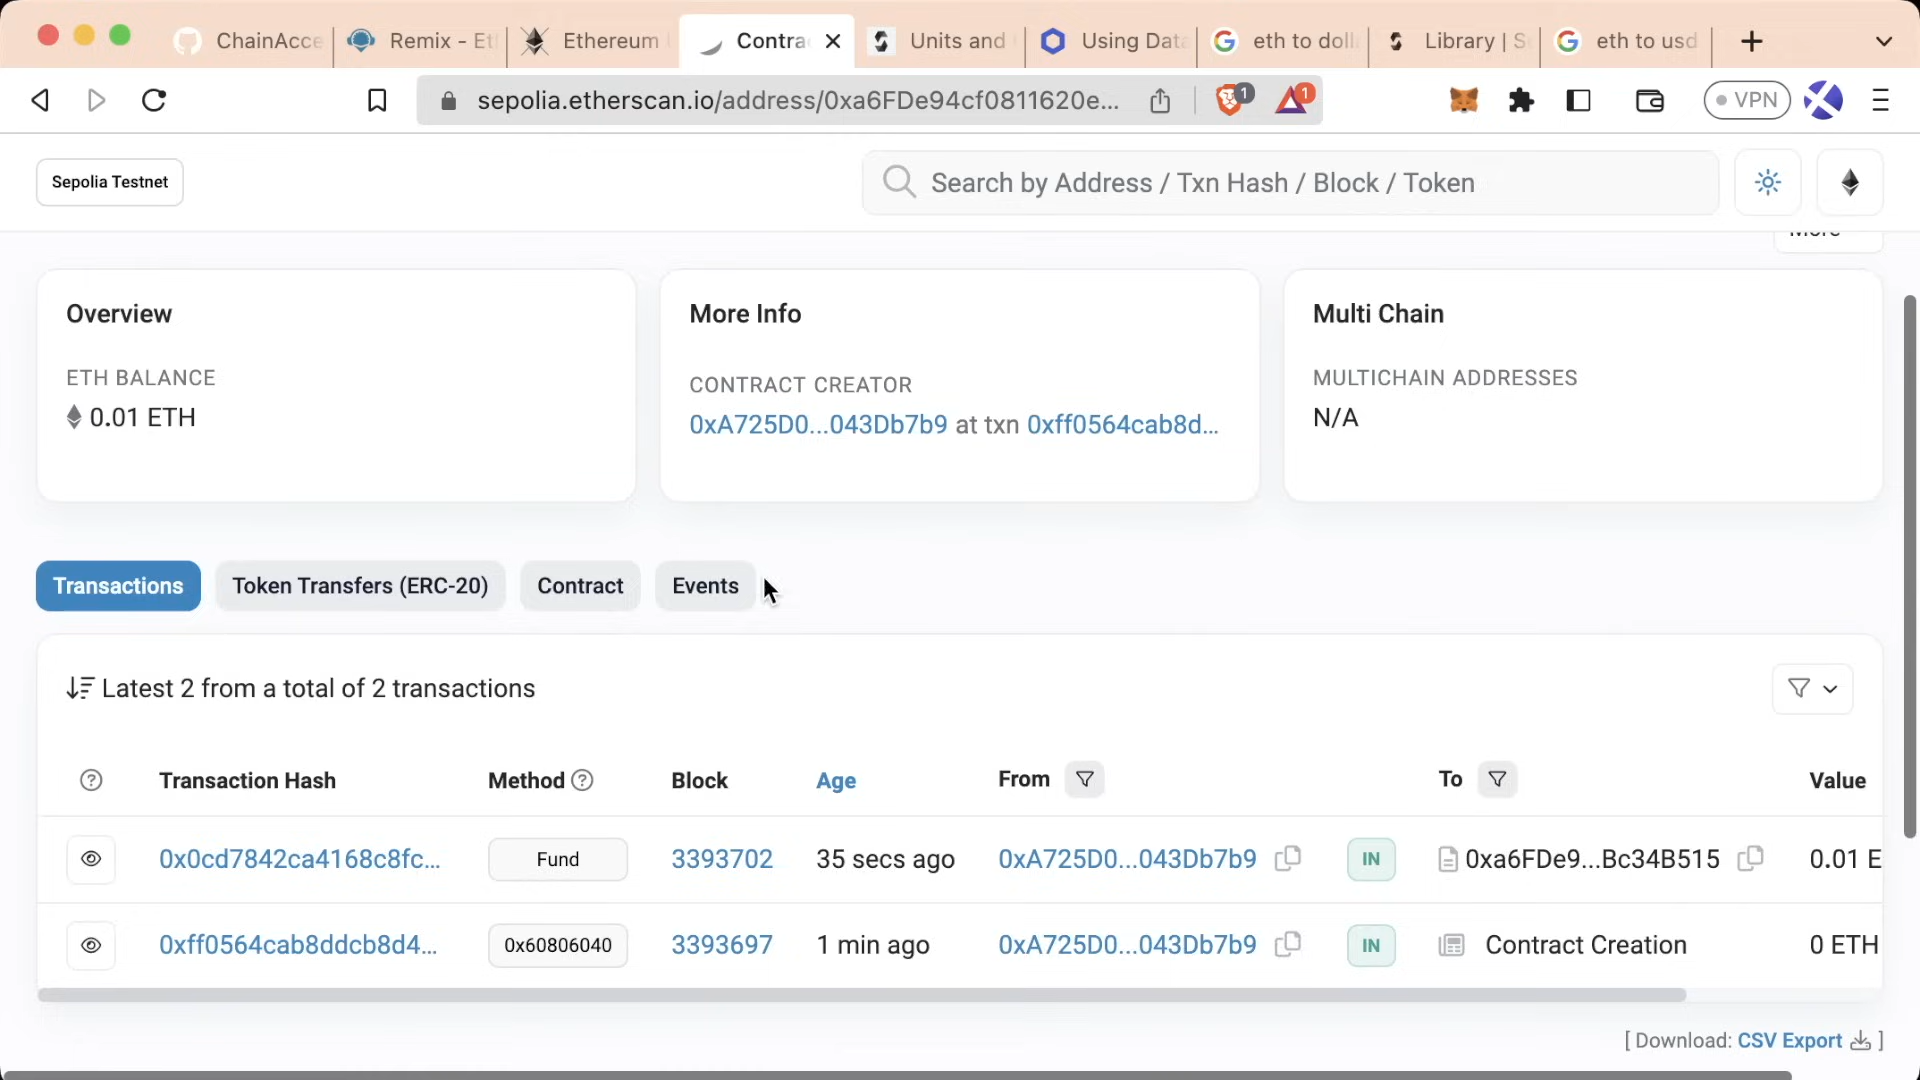 ChainAcce
Remix - Et
Ethereum
Contra
Units and
Using Data
eth to doll
Library | S
eth to usd
sepolia.etherscan.io/address/0xa6FDe94cf0811620e...
1
1
VPN
Sepolia Testnet
Search by Address / Txn Hash / Block / Token
More
Overview
ETH BALANCE
0.01 ETH
More Info
CONTRACT CREATOR
0xA725D0...043Db7b9 at txn 0xff0564cab8d...
Multi Chain
MULTICHAIN ADDRESSES
N/A
Transactions
Token Transfers (ERC-20)
Contract
Events
Latest 2 from a total of 2 transactions
Transaction Hash
Method
Block
Age
From
To
Value
0x0cd7842ca4168c8fc...
Fund
3393702
35 secs ago
0xA725D0...043Db7b9
IN
0xa6FDe9...Bc34B515
0.01 E
0xff0564cab8ddcb8d4...
0x60806040
3393697
1 min ago
0xA725D0...043Db7b9
IN
Contract Creation
0 ETH
[ Download: CSV Export ]